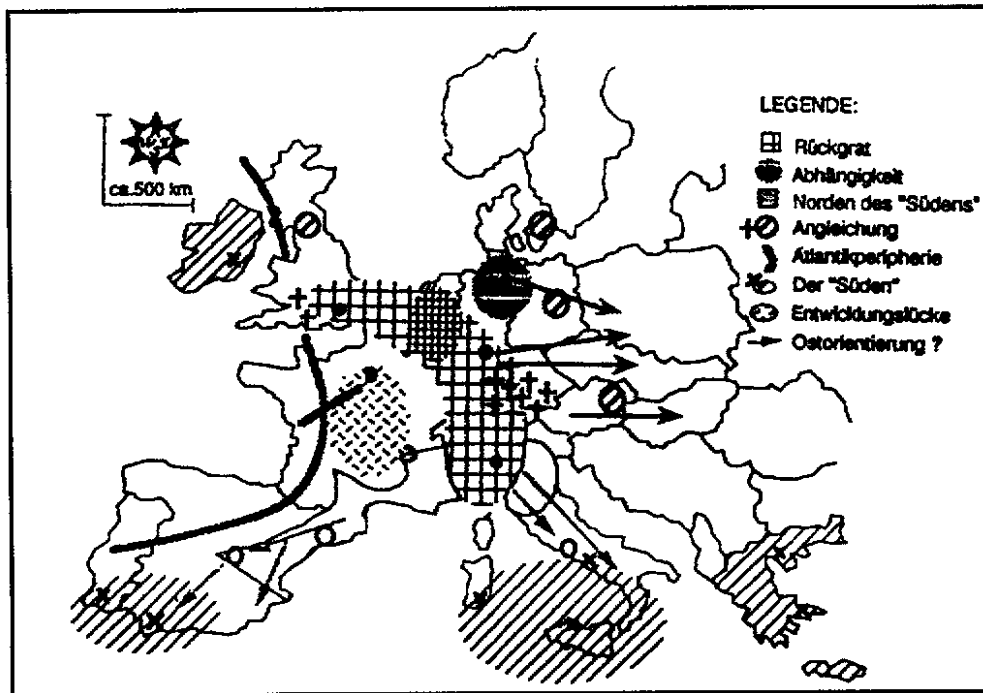 LEGENDE:
Rückgrat
Abhängigkeit
Norden des "Südens"
Angleichung
Atlantikperipherie
Der "Süden"
Entwicklungslücke
Ostorientierung ?
ca.500 km